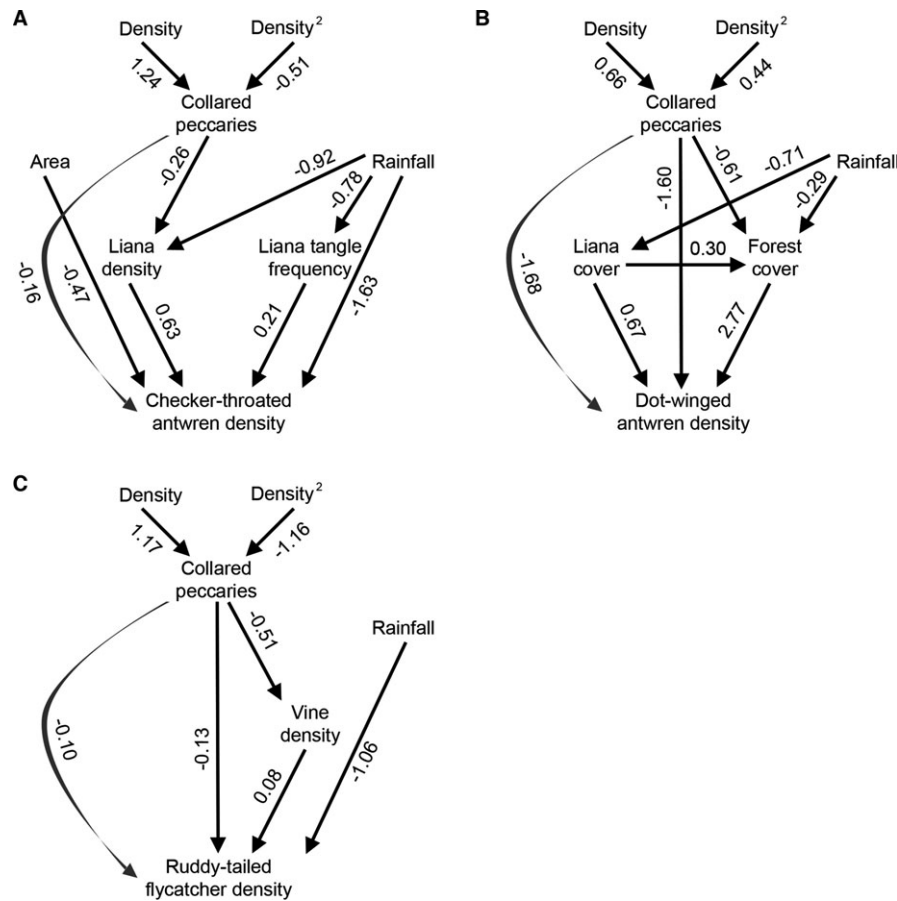 A
Density
Density²
1.24
-0.51
Collared
peccaries
Area
Rainfall
-0.26
-0.92
-0.78
Liana
density
Liana tangle
frequency
-0.16
-0.47
0.63
0.21
-1.63
Checker-throated
antwren density
B
Density
Density²
0.66
0.44
Collared
peccaries
-0.71
Rainfall
-1.60
-0.61
-0.29
Liana
cover
0.30
Forest
cover
-1.68
0.67
2.77
Dot-winged
antwren density
C
Density
Density²
1.17
-1.16
Collared
peccaries
-0.51
Rainfall
Vine
density
-0.10
-0.13
0.08
-1.06
Ruddy-tailed
flycatcher density